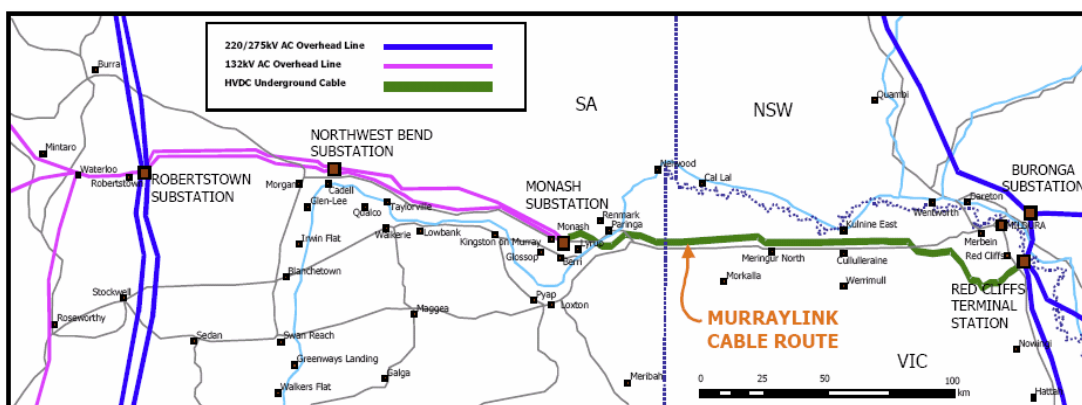 220/275kV AC Overhead Line
132kV AC Overhead Line
HVDC Underground Cable
SA
NSW
VIC
Burra
Mintaro
Waterloo
Robertstown
ROBERTSTOWN
SUBSTATION
NORTHWEST BEND
SUBSTATION
Morgan
Cadell
Glen-Lee
Qualco
Taylorville
Walkerie
Lowbank
Irwin Flat
Blanchetown
Stockwell
Roseworthy
Sedan
Swan Reach
Greenways Landing
Walkers Flat
Galga
Maggea
MONASH
SUBSTATION
Monash
Kingston on Murray
Glossop
Berri
Lyrup
Renmark
Paringa
Pyap
Loxton
Meribah
Cal Lal
Quambi
Kulnine East
Meringur North
Cullulleraine
Morkalla
Werrimull
Wentworth
Dareton
BURONGA
SUBSTATION
MILDURA
Merbein
Red Cliffs
RED CLIFFS
TERMINAL
STATION
Nowingi
Hattah
MURRAYLINK
CABLE ROUTE
0 10 25 50 100
km